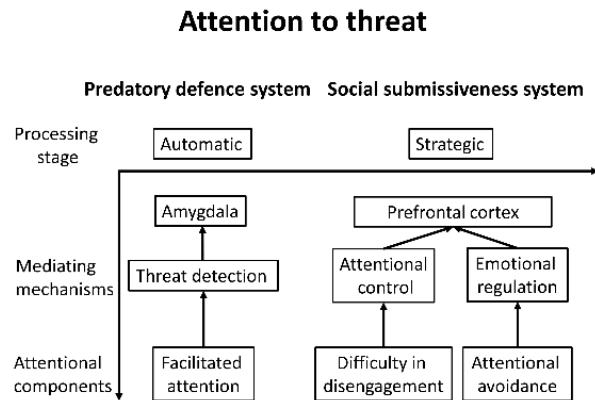 Attention to threat
Predatory defence system Social submissiveness system
Processing
stage
Automatic
Strategic
Amygdala
Prefrontal cortex
Mediating
mechanisms
Threat detection
Attentional
control
Emotional
regulation
Attentional
components
Facilitated
attention
Difficulty in
disengagement
Attentional
avoidance